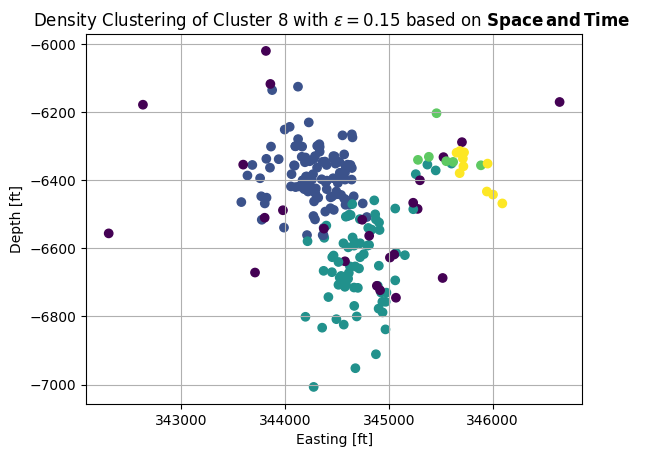 Density Clustering of Cluster 8 with ε = 0.15 based on Space and Time
−6000
−6200
−6400
−6600
−6800
−7000
Depth [ft]
343000 344000 345000 346000
Easting [ft]